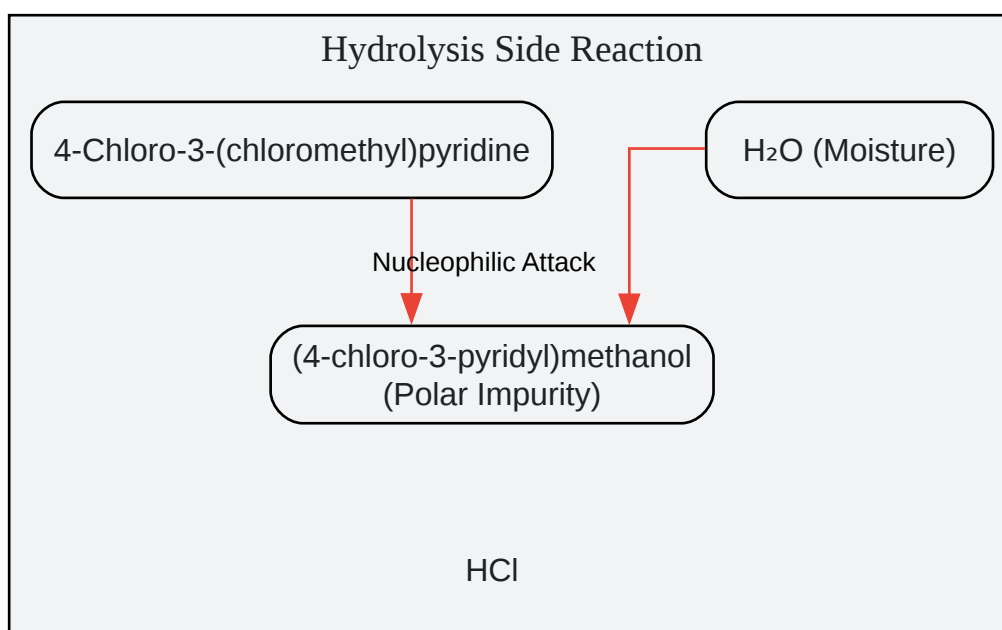 Hydrolysis Side Reaction
4-Chloro-3-(chloromethyl)pyridine
H₂O (Moisture)
Nucleophilic Attack
(4-chloro-3-pyridyl)methanol
(Polar Impurity)
HCl